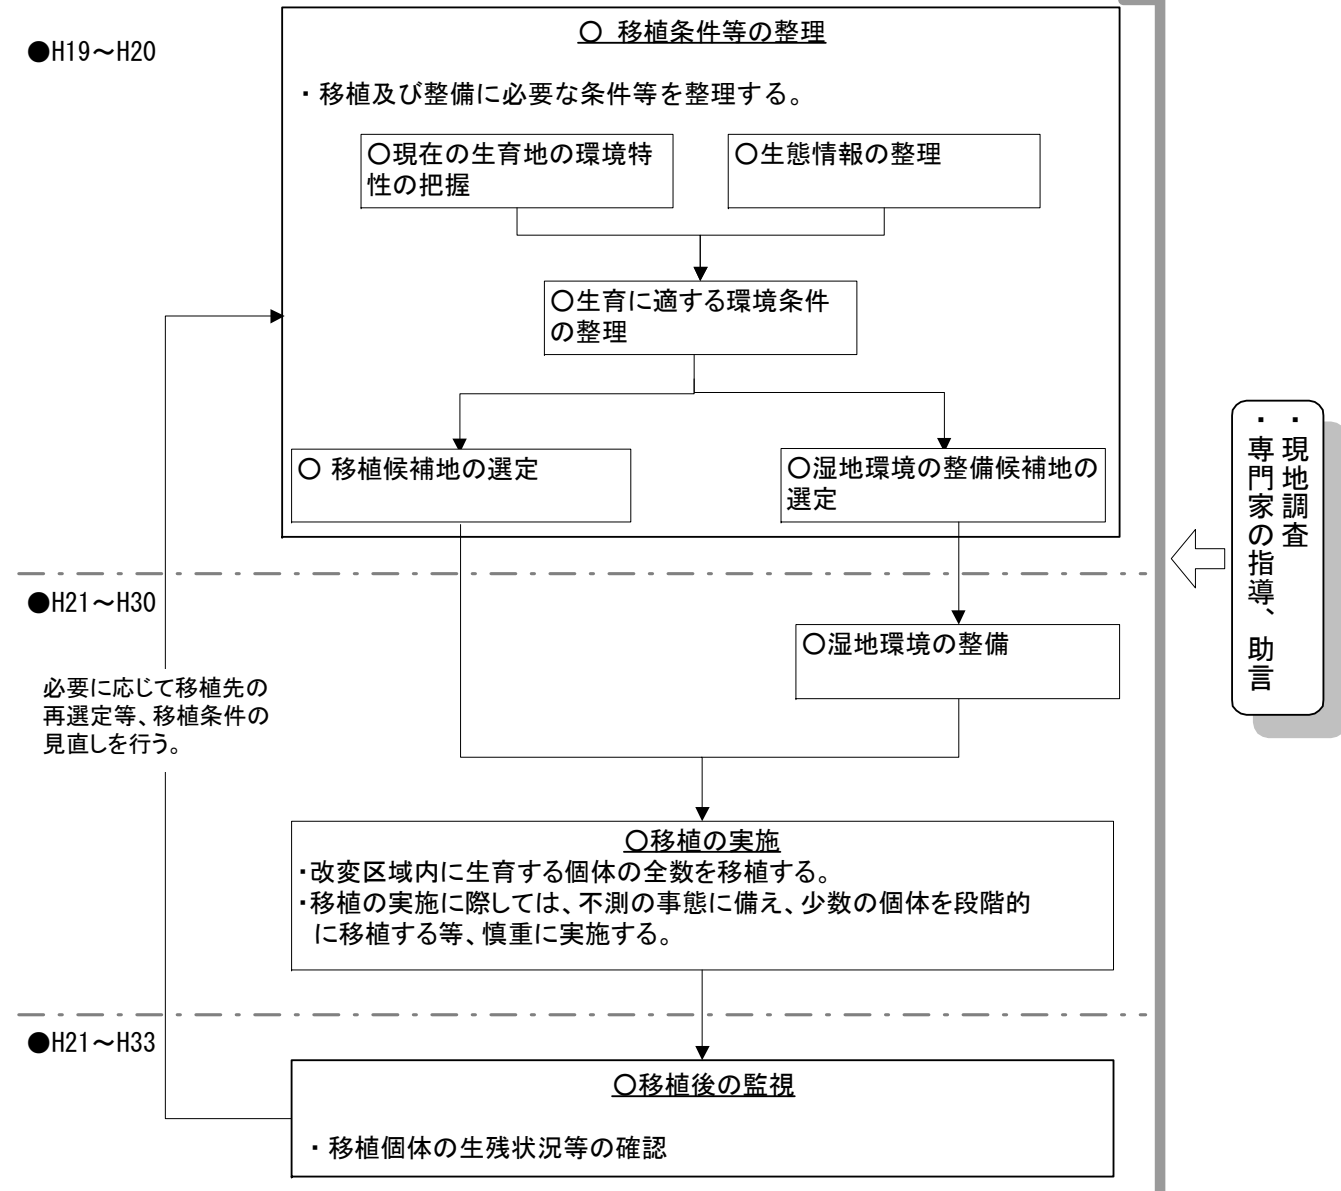 ●H19～H20
○ 移植条件等の整理
・移植及び整備に必要な条件等を整理する。
○現在の生育地の環境特
性の把握
○生態情報の整理
○生育に適する環境条件
の整理
○ 移植候補地の選定
○湿地環境の整備候補地の
選定
・現地調査
・専門家の指導、助言
●H21～H30
○湿地環境の整備
必要に応じて移植先の
再選定等、移植条件の
見直しを行う。
○移植の実施
・改変区域内に生育する個体の全数を移植する。
・移植の実施に際しては、不測の事態に備え、少数の個体を段階的
に移植する等、慎重に実施する。
●H21～H33
○移植後の監視
・移植個体の生残状況等の確認